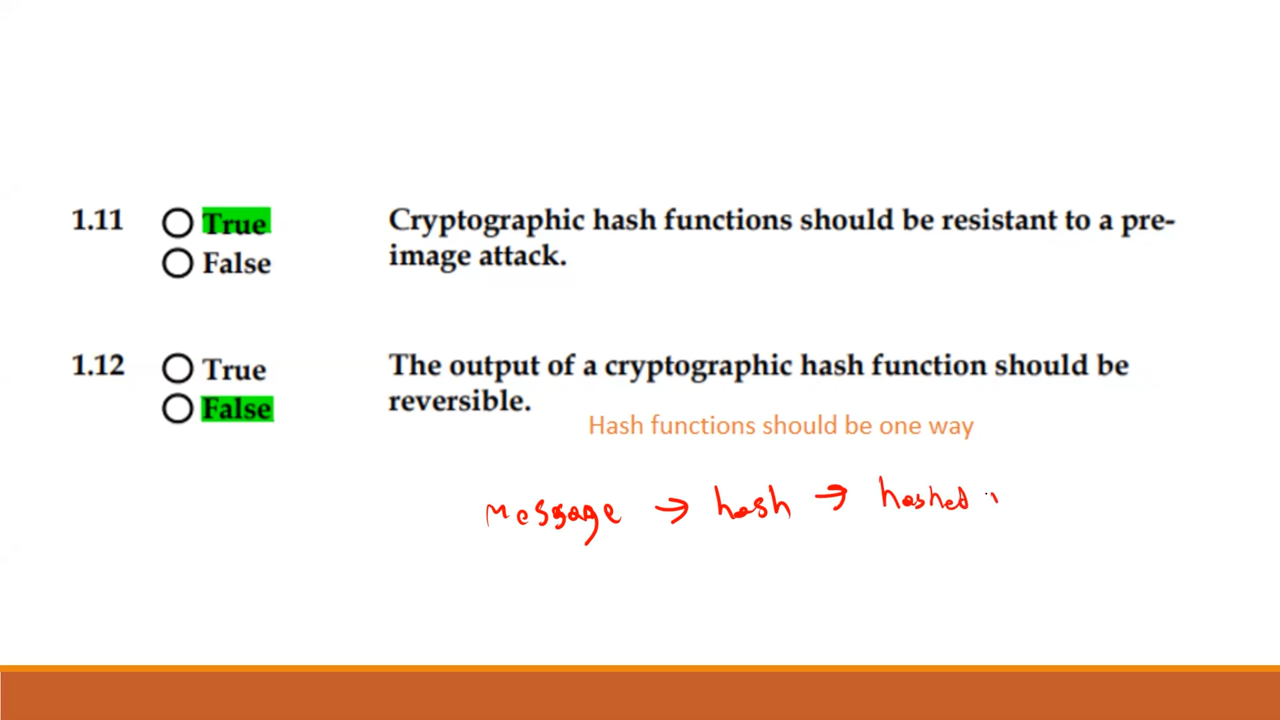 1.11 True Cryptographic hash functions should be resistant to a pre-
False image attack.
1.12 True The output of a cryptographic hash function should be
False reversible.
Hash functions should be one way
message → hash → hashed